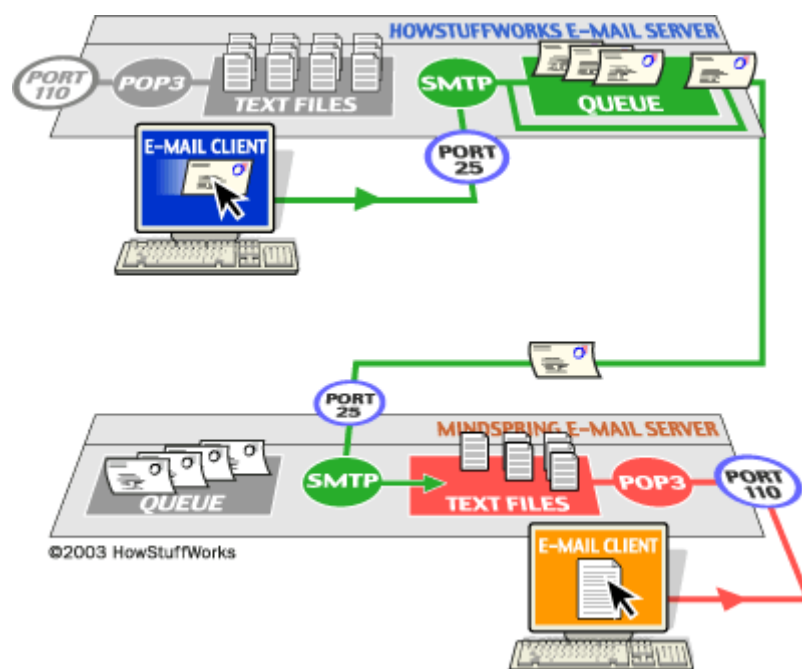 HOWSTUFFWORKS E-MAIL SERVER
PORT
110
POP3
TEXT FILES
SMTP
QUEUE
E-MAIL CLIENT
PORT
25
PORT
25
MINDSPRING E-MAIL SERVER
QUEUE
SMTP
TEXT FILES
POP3
PORT
110
©2003 HowStuffWorks
E-MAIL CLIENT